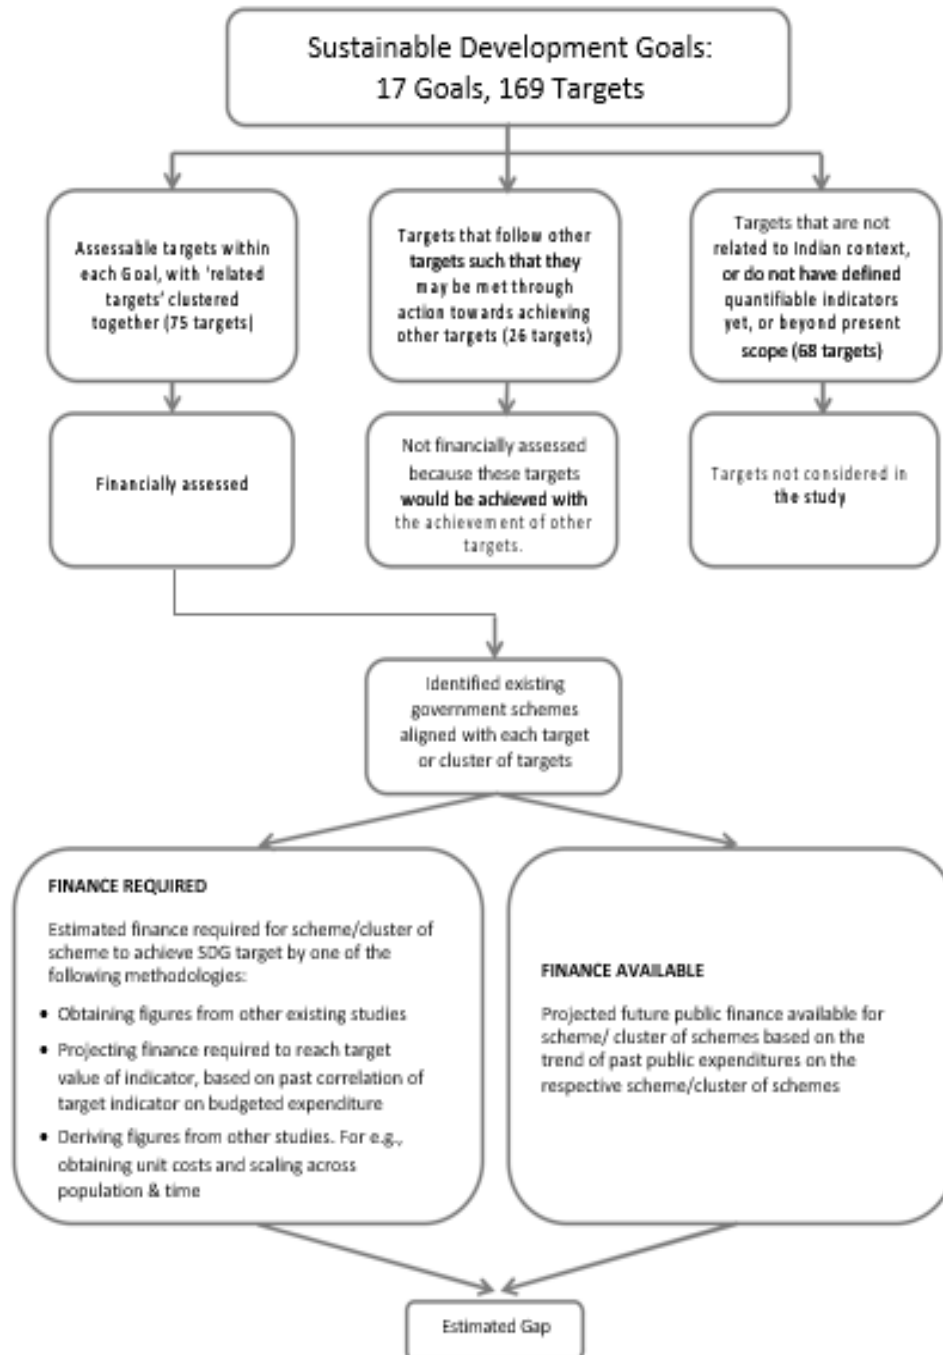 Sustainable Development Goals:
17 Goals, 169 Targets
Assessable targets within
each Goal, with 'related
targets' clustered
together (75 targets)
Targets that follow other
targets such that they
may be met through
action towards achieving
other targets (26 targets)
Targets that are not
related to Indian context,
or do not have defined
quantifiable indicators
yet, or beyond present
scope (68 targets)
Financially assessed
Not financially assessed
because these targets
would be achieved with
the achievement of other
targets.
Targets not considered in
the study
Identified existing
government schemes
aligned with each target
or cluster of targets
FINANCE REQUIRED
Estimated finance required for scheme/cluster of
scheme to achieve SDG target by one of the
following methodologies:
• Obtaining figures from other existing studies
• Projecting finance required to reach target
value of indicator, based on past correlation of
target indicator on budgeted expenditure
• Deriving figures from other studies. For e.g.,
obtaining unit costs and scaling across
population & time
FINANCE AVAILABLE
Projected future public finance available for
scheme/ cluster of schemes based on the
trend of past public expenditures on the
respective scheme/cluster of schemes
Estimated Gap